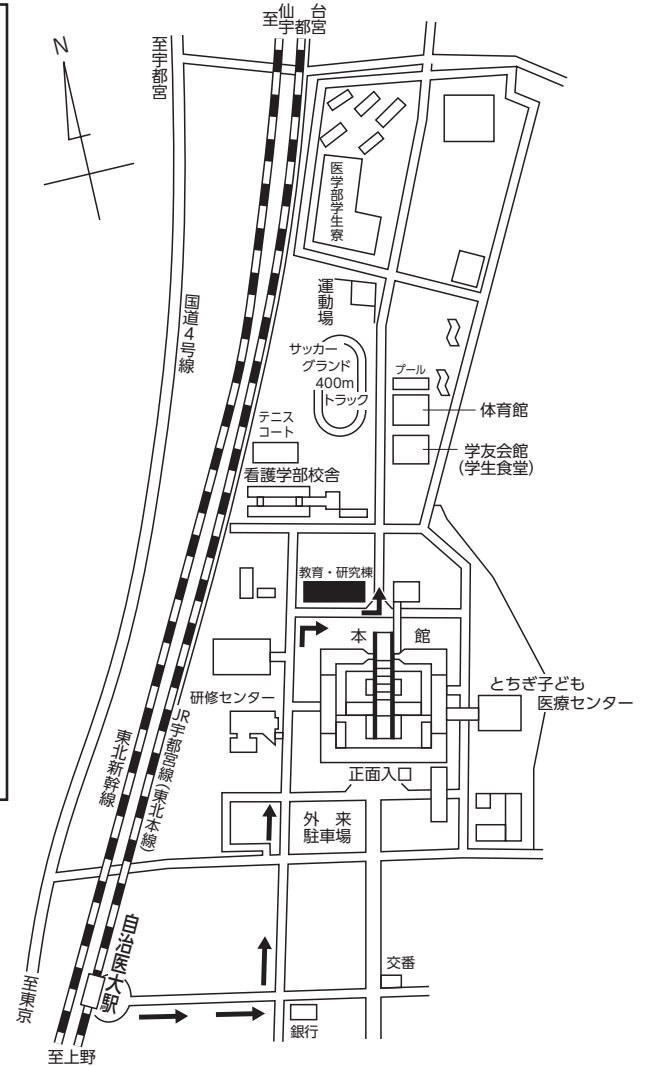 至仙台
宇都宮
N
至宇都宮
医学部学生寮
国道4号線
運動場
サッカー
グランド
400m
トラック
プール
体育館
テニス
コート
学友会館
(学生食堂)
看護学部校舎
教育・研究棟
本館
とちぎ子ども
医療センター
研修センター
JR宇都宮線(東北本線)
東北新幹線
正面入口
外来
駐車場
自治医大駅
交番
至東京
銀行
至上野